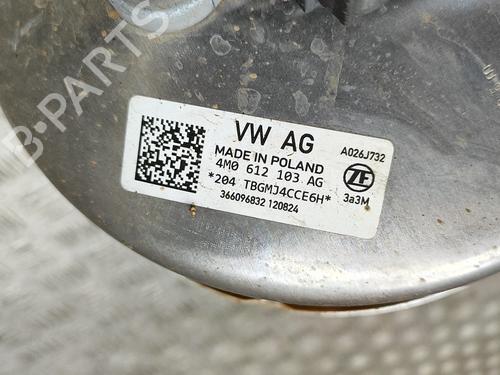 B-PARTS
VW AG
A026J732
MADE IN POLAND
4M0 612 103 AG
ZF
*204 TBGMJ4CCE6H*
3a3M
366096832 120824